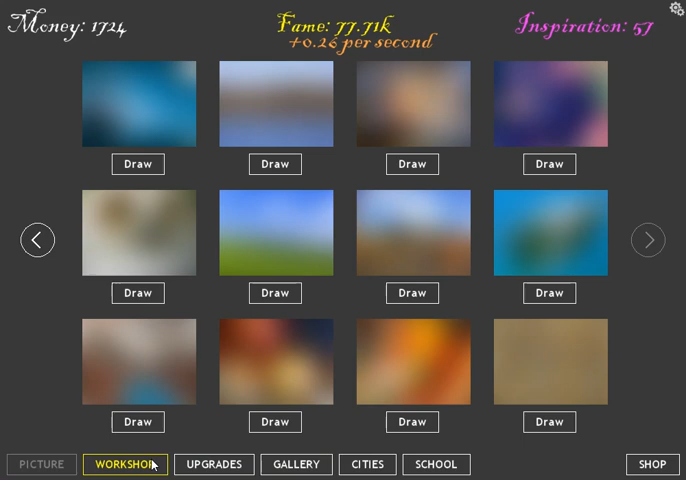 Money: 1724
Fame: 77.71k
Inspiration: 57
+0.26 per second
Draw
Draw
Draw
Draw
Draw
Draw
Draw
Draw
Draw
Draw
Draw
Draw
PICTURE
WORKSHOP
UPGRADES
GALLERY
CITIES
SCHOOL
SHOP